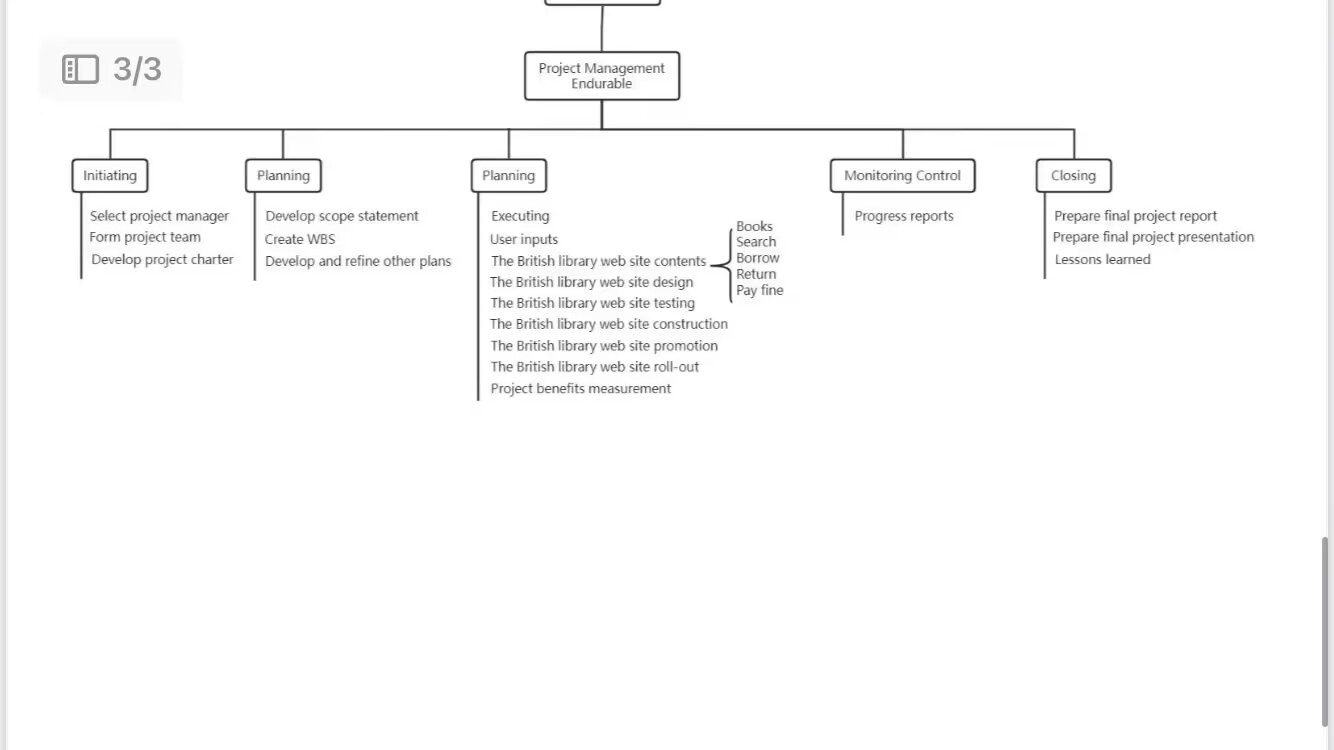 3/3
Project Management
Endurable
Initiating
Select project manager
Form project team
Develop project charter
Planning
Develop scope statement
Create WBS
Develop and refine other plans
Planning
Executing
User inputs
The British library web site contents
Books
Search
Borrow
Return
Pay fine
The British library web site design
The British library web site testing
The British library web site construction
The British library web site promotion
The British library web site roll-out
Project benefits measurement
Monitoring Control
Progress reports
Closing
Prepare final project report
Prepare final project presentation
Lessons learned